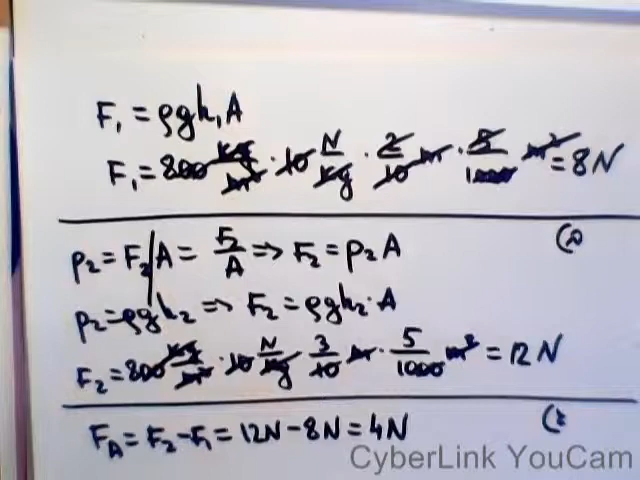 F₁ = ρgh₁A
F₁ = 800 kg/m³ · 10 N/kg · 2/10 m · 5/1000 m² = 8N
p₂ = F₂/A = F₂/A => F₂ = p₂A
p₂ = ρgh₂ => F₂ = ρgh₂·A
F₂ = 800 kg/m³ · 10 N/kg · 3/10 m · 5/1000 m² = 12N
F_A = F₂ - F₁ = 12N - 8N = 4N
CyberLink YouCam